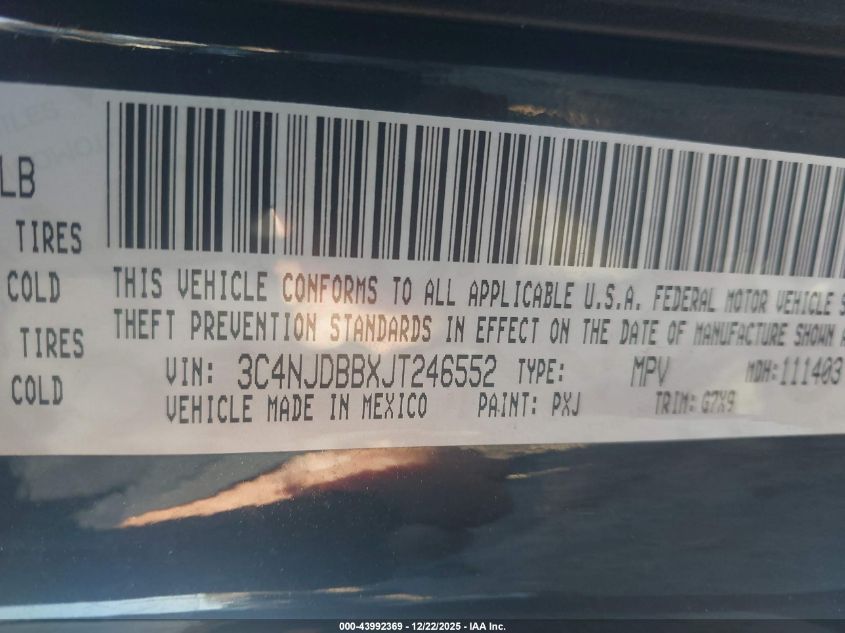 LB
TIRES
COLD
TIRES
COLD
THIS VEHICLE CONFORMS TO ALL APPLICABLE U.S.A. FEDERAL MOTOR VEHICLE S
THEFT PREVENTION STANDARDS IN EFFECT ON THE DATE OF MANUFACTURE SHOWN A
VIN: 3C4NJDBBXJT246552 TYPE: MPV MDH:111403
VEHICLE MADE IN MEXICO PAINT: PXJ TRIM: G7X9
000-43992369 - 12/22/2025 - IAA Inc.